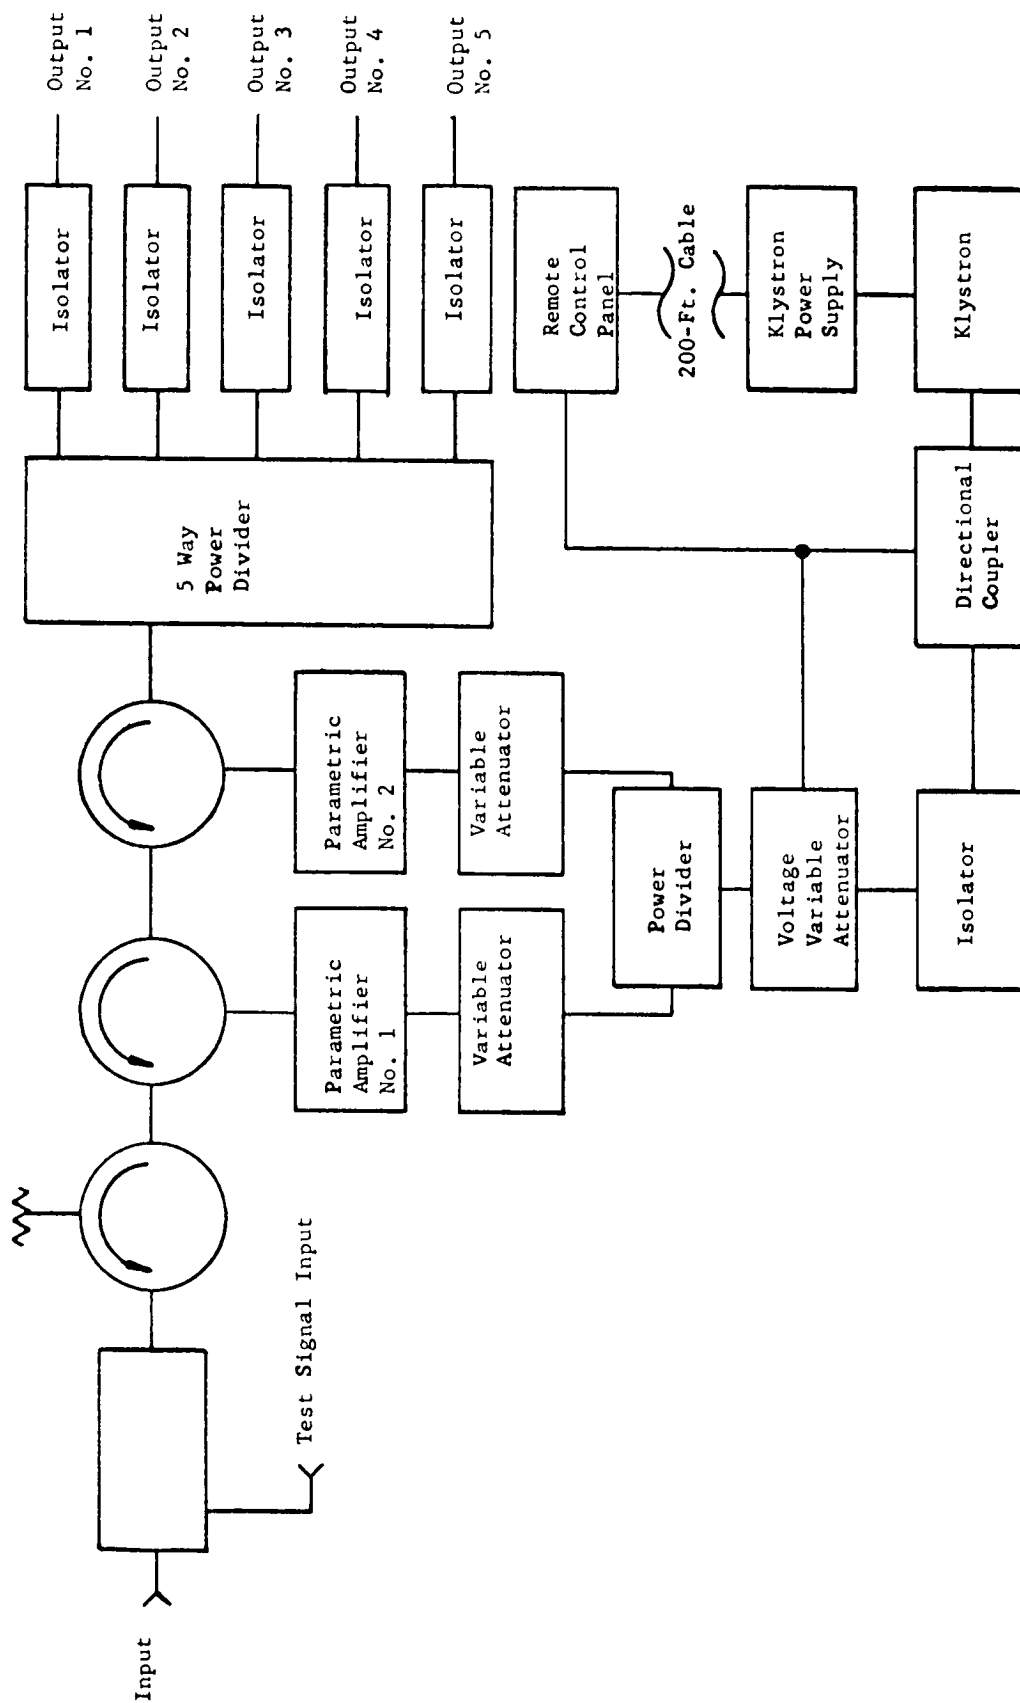 Input
Test Signal Input
Parametric
Amplifier
No. 1
Variable
Attenuator
Parametric
Amplifier
No. 2
Variable
Attenuator
Power
Divider
Voltage
Variable
Attenuator
Isolator
5 Way
Power
Divider
Isolator
Output
No. 1
Isolator
Output
No. 2
Isolator
Output
No. 3
Isolator
Output
No. 4
Isolator
Output
No. 5
Remote
Control
Panel
200-Ft. Cable
Klystron
Power
Supply
Klystron
Directional
Coupler